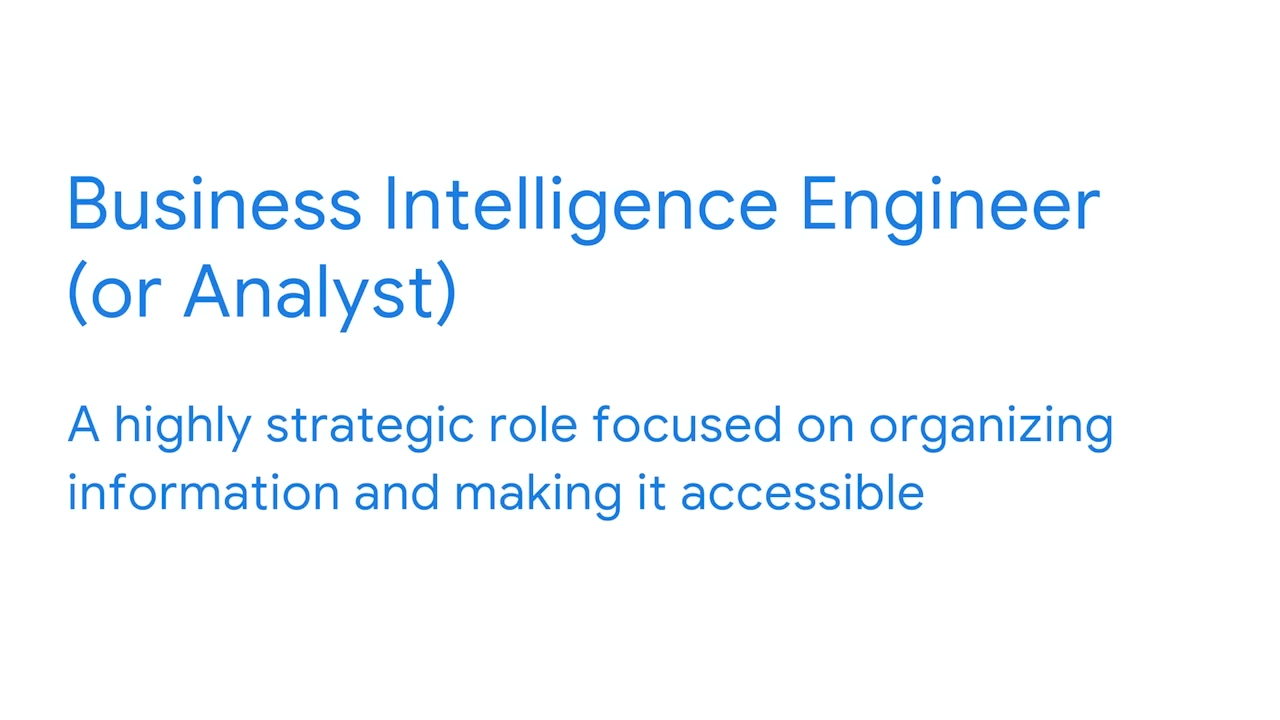 Business Intelligence Engineer
(or Analyst)
A highly strategic role focused on organizing
information and making it accessible